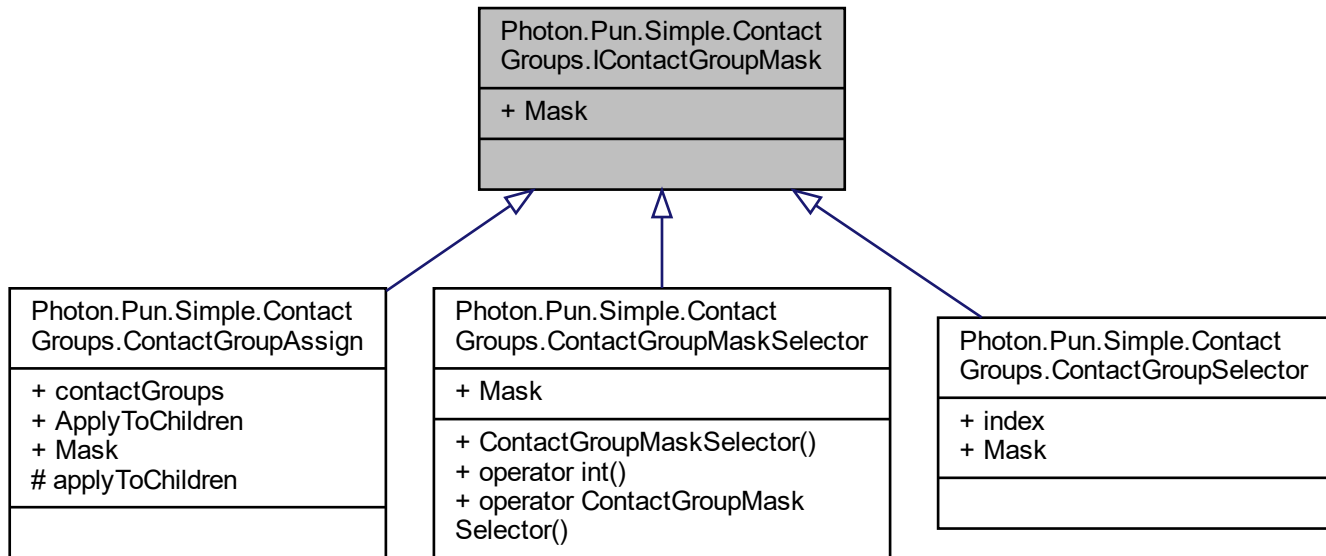 Photon.Pun.Simple.Contact
Groups.IContactGroupMask
+ Mask
Photon.Pun.Simple.Contact
Groups.ContactGroupAssign
+ contactGroups
+ ApplyToChildren
+ Mask
# applyToChildren
Photon.Pun.Simple.Contact
Groups.ContactGroupMaskSelector
+ Mask
+ ContactGroupMaskSelector()
+ operator int()
+ operator ContactGroupMask
Selector()
Photon.Pun.Simple.Contact
Groups.ContactGroupSelector
+ index
+ Mask